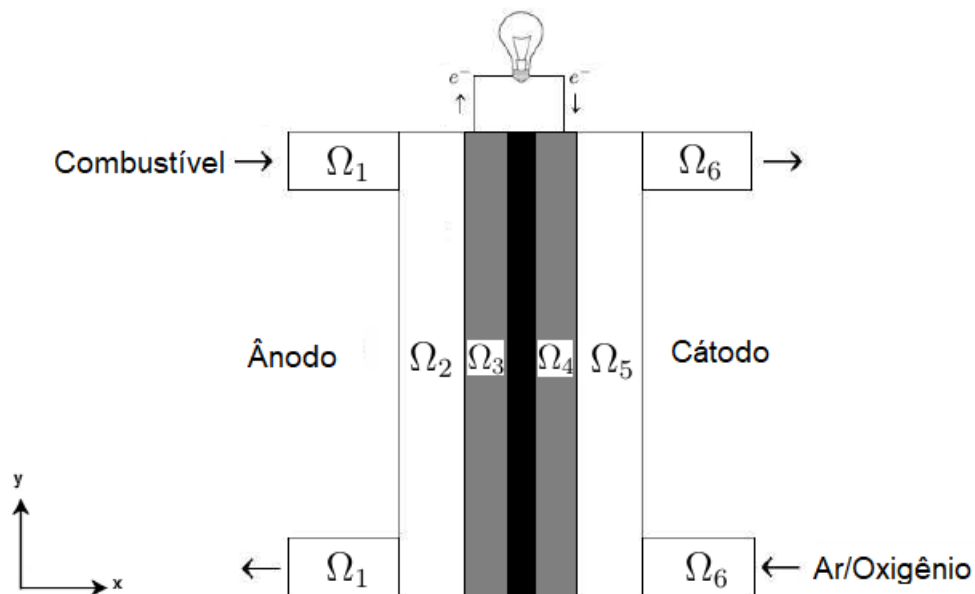 e⁻ e⁻
↑ ↓
Combustível → Ω₁ Ω₆ →
Ânodo Ω₂ Ω₃ Ω₄ Ω₅ Cátodo
y
x
← Ω₁ Ω₆ ← Ar/Oxigênio